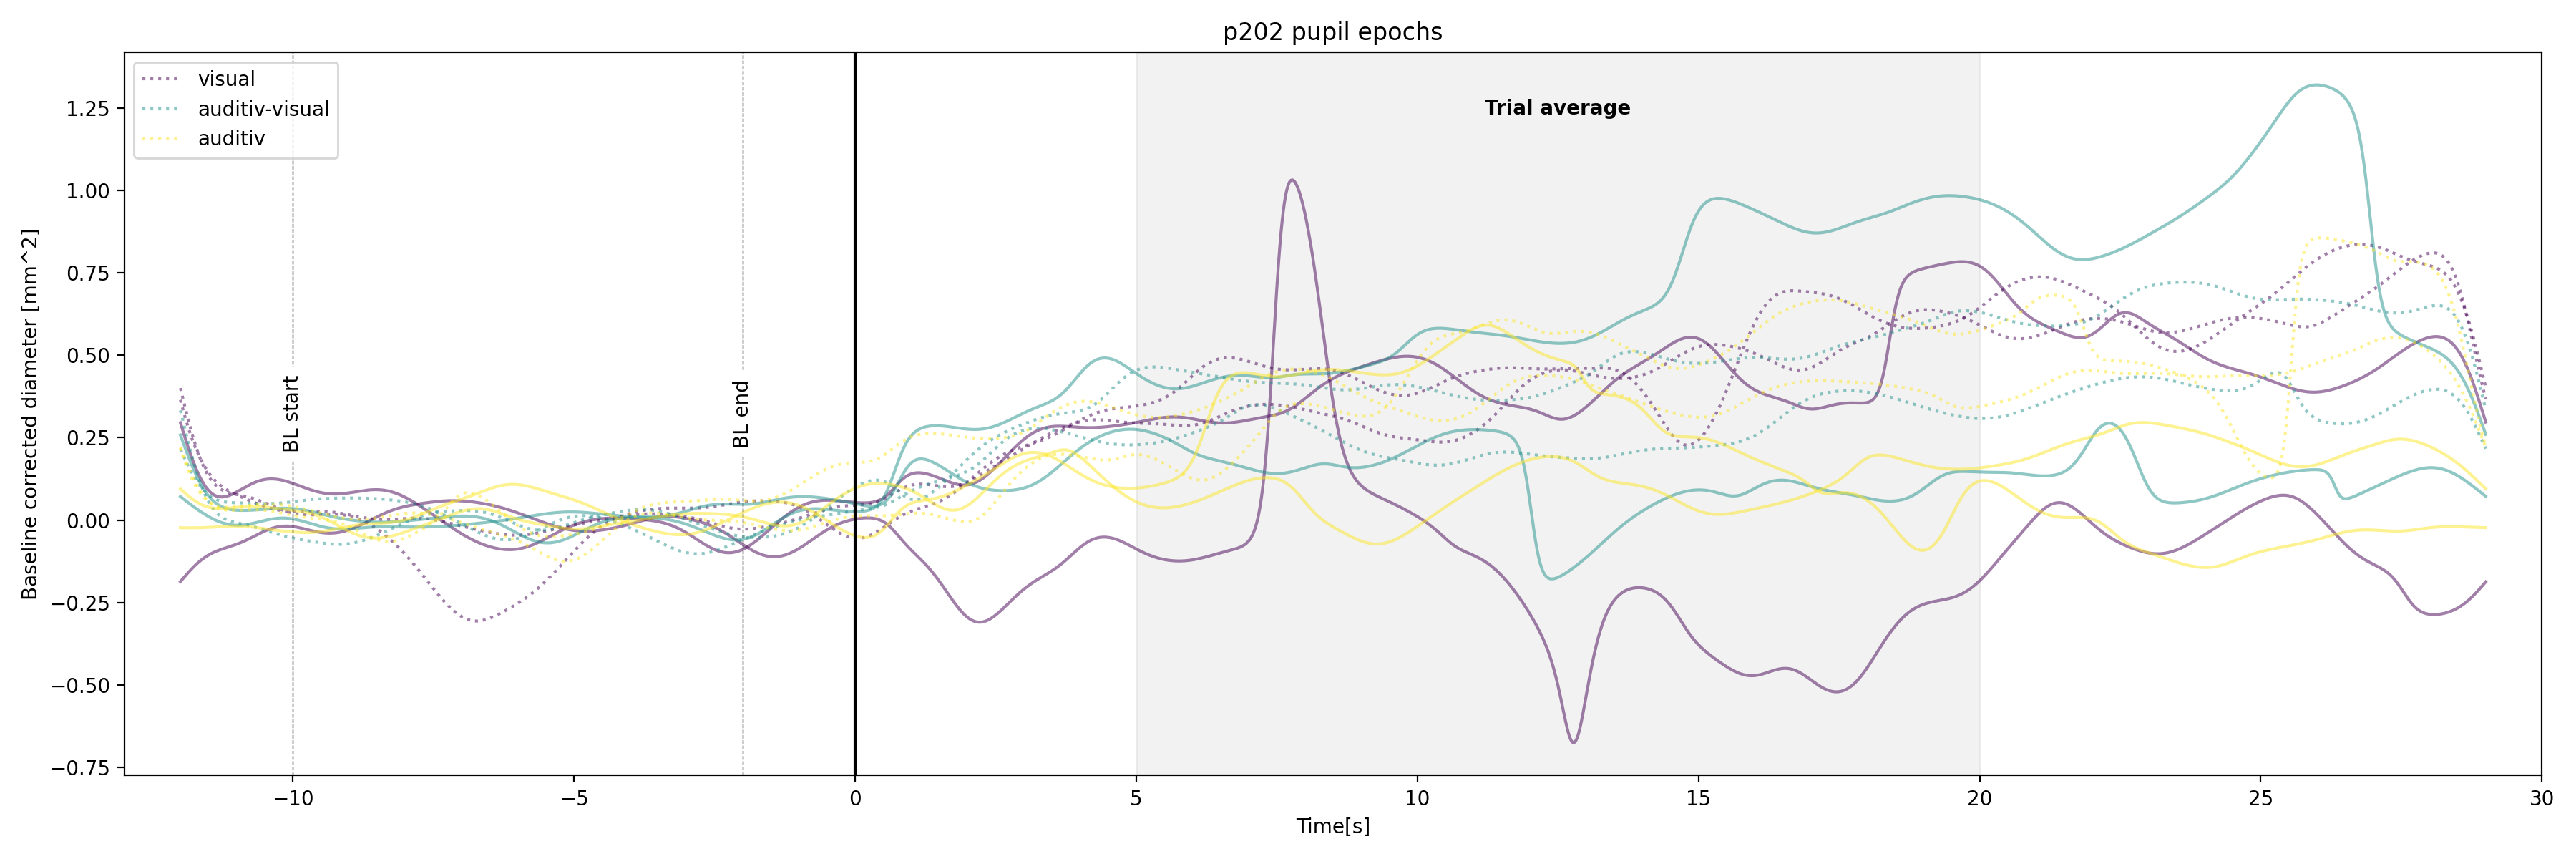 p202 pupil epochs
visual
auditiv-visual
auditiv
Trial average
BL start
BL end
Baseline corrected diameter [mm^2]
1.25
1.00
0.75
0.50
0.25
0.00
−0.25
−0.50
−0.75
−10
−5
0
5
10
15
20
25
30
Time[s]